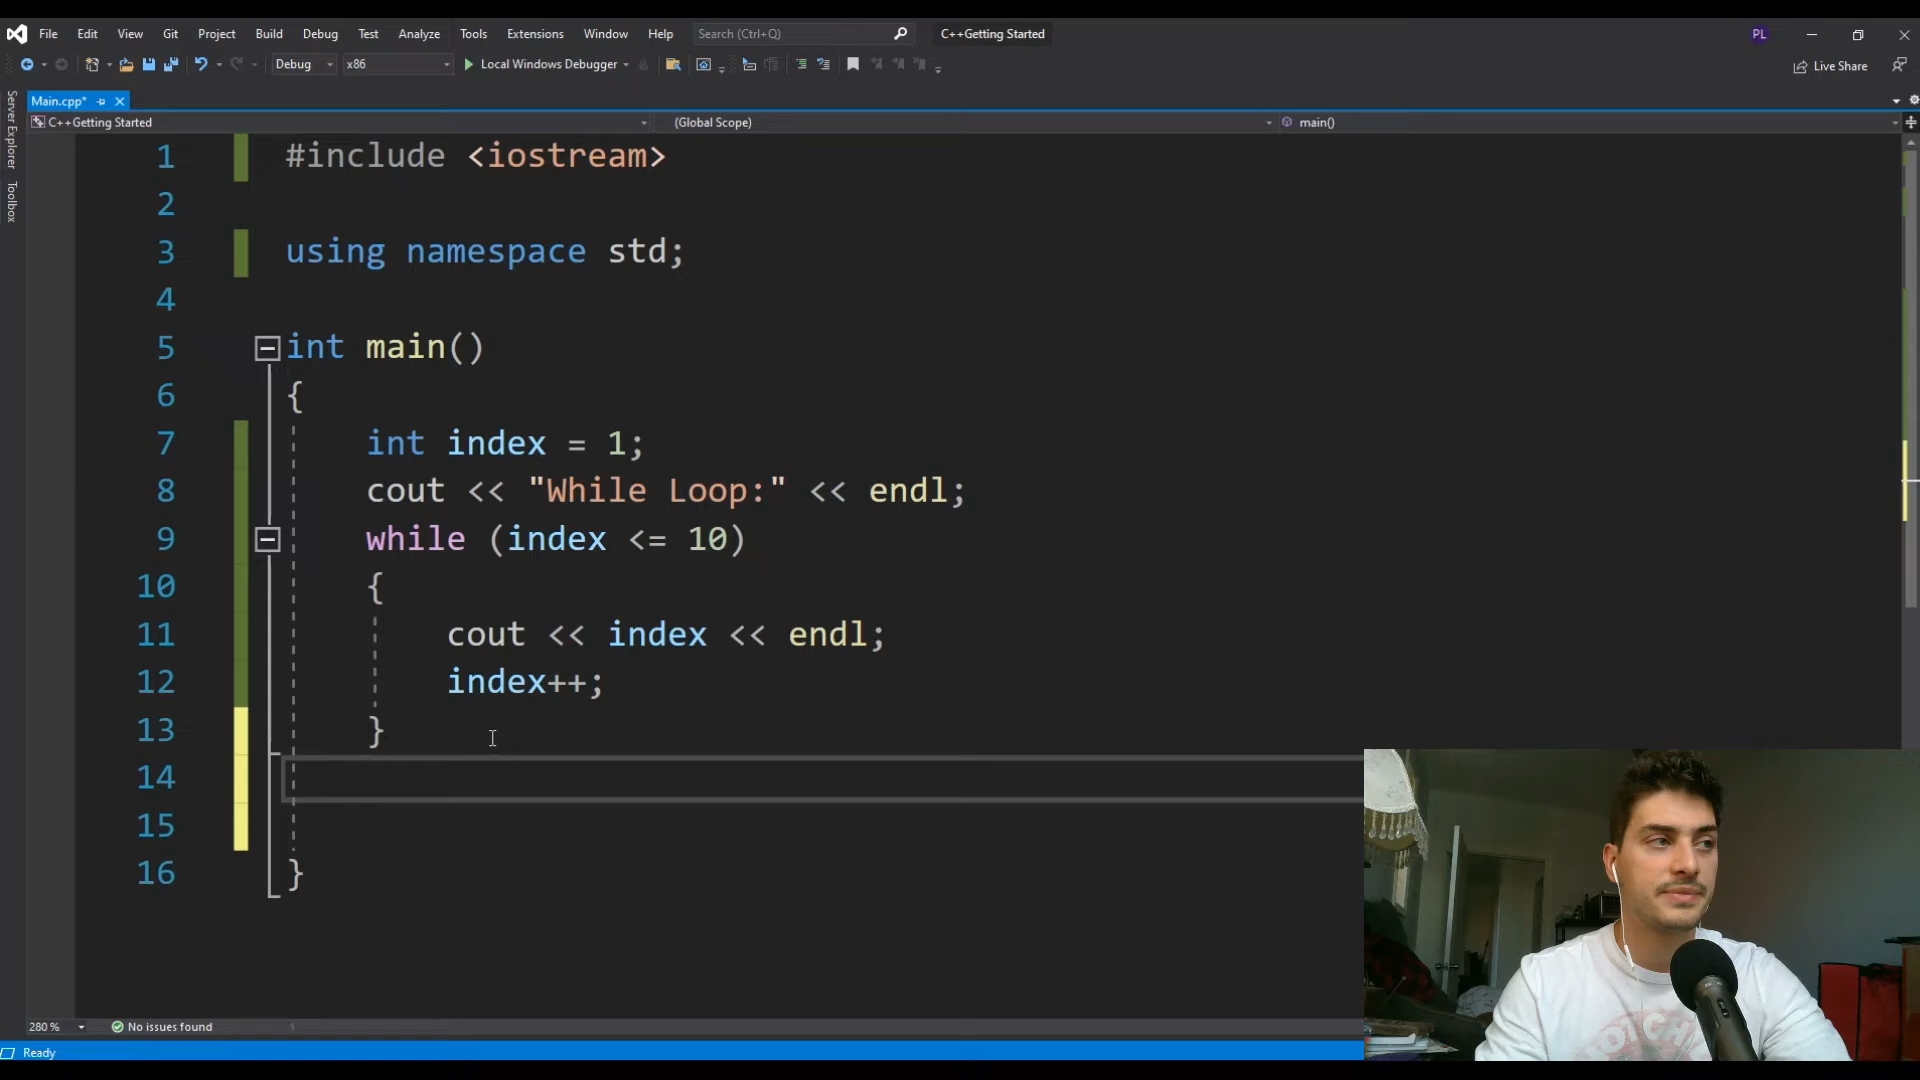 File Edit View Git Project Build Debug Test Analyze Tools Extensions Window Help Search (Ctrl+Q) C++Getting Started PL
Debug x86 Local Windows Debugger Live Share
Main.cpp*
C++Getting Started (Global Scope) main()
Server Explorer
Toolbox
1 #include <iostream>
2
3 using namespace std;
4
5 int main()
6 {
7 int index = 1;
8 cout << "While Loop:" << endl;
9 while (index <= 10)
10 {
11 cout << index << endl;
12 index++;
13 }
14
15
16 }
280 % No issues found
Ready